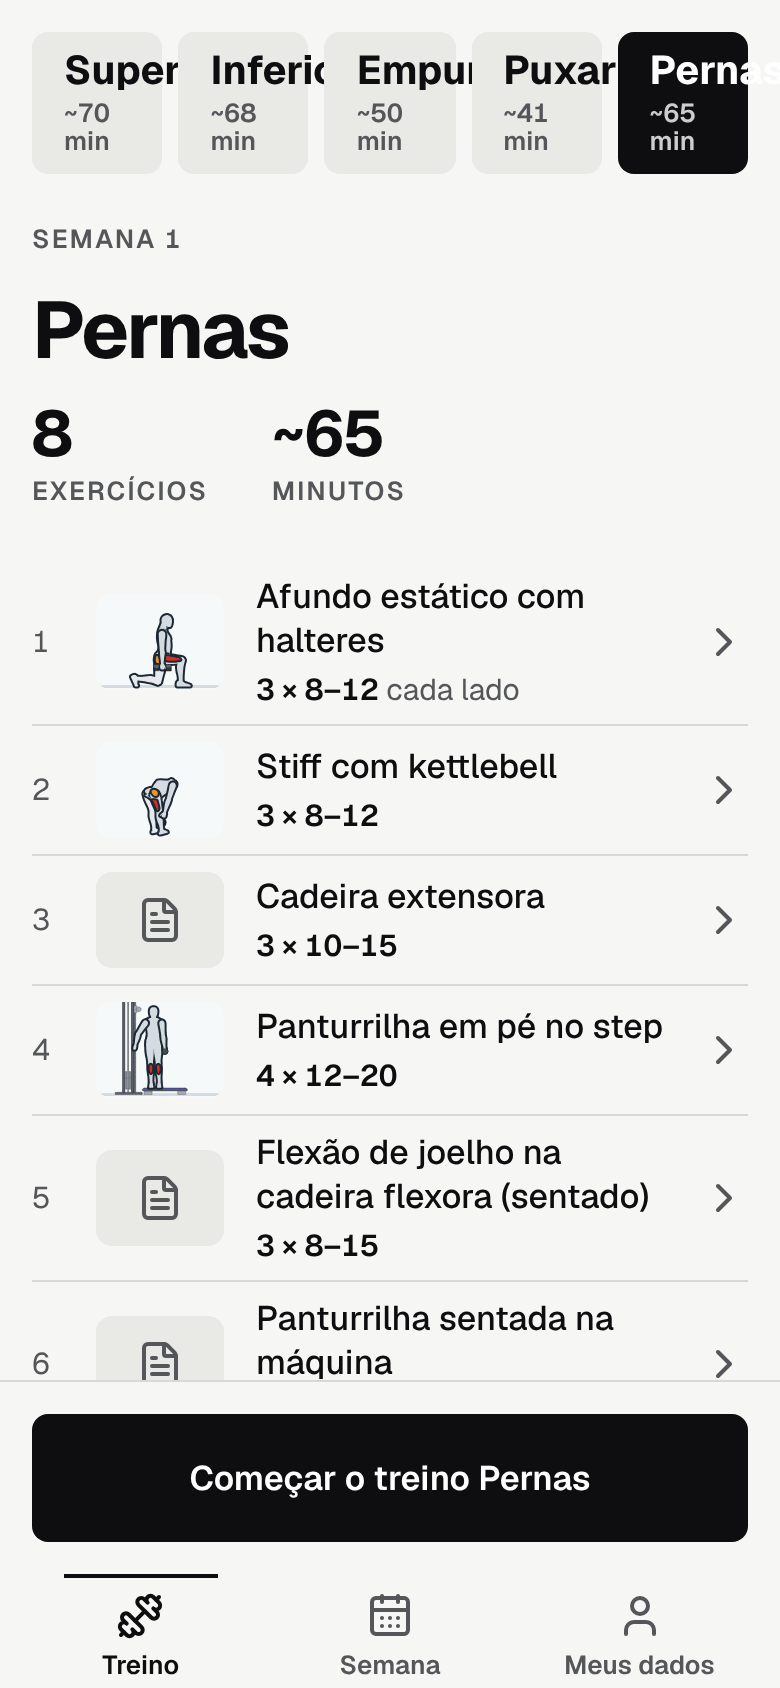 Super
~70
min
Inferio
~68
min
Empur
~50
min
Puxar
~41
min
Pernas
~65
min
SEMANA 1
Pernas
8
EXERCÍCIOS
~65
MINUTOS
1
Afundo estático com
halteres
3 × 8–12 cada lado
2
Stiff com kettlebell
3 × 8–12
3
Cadeira extensora
3 × 10–15
4
Panturrilha em pé no step
4 × 12–20
5
Flexão de joelho na
cadeira flexora (sentado)
3 × 8–15
6
Panturrilha sentada na
máquina
Começar o treino Pernas
Treino
Semana
Meus dados